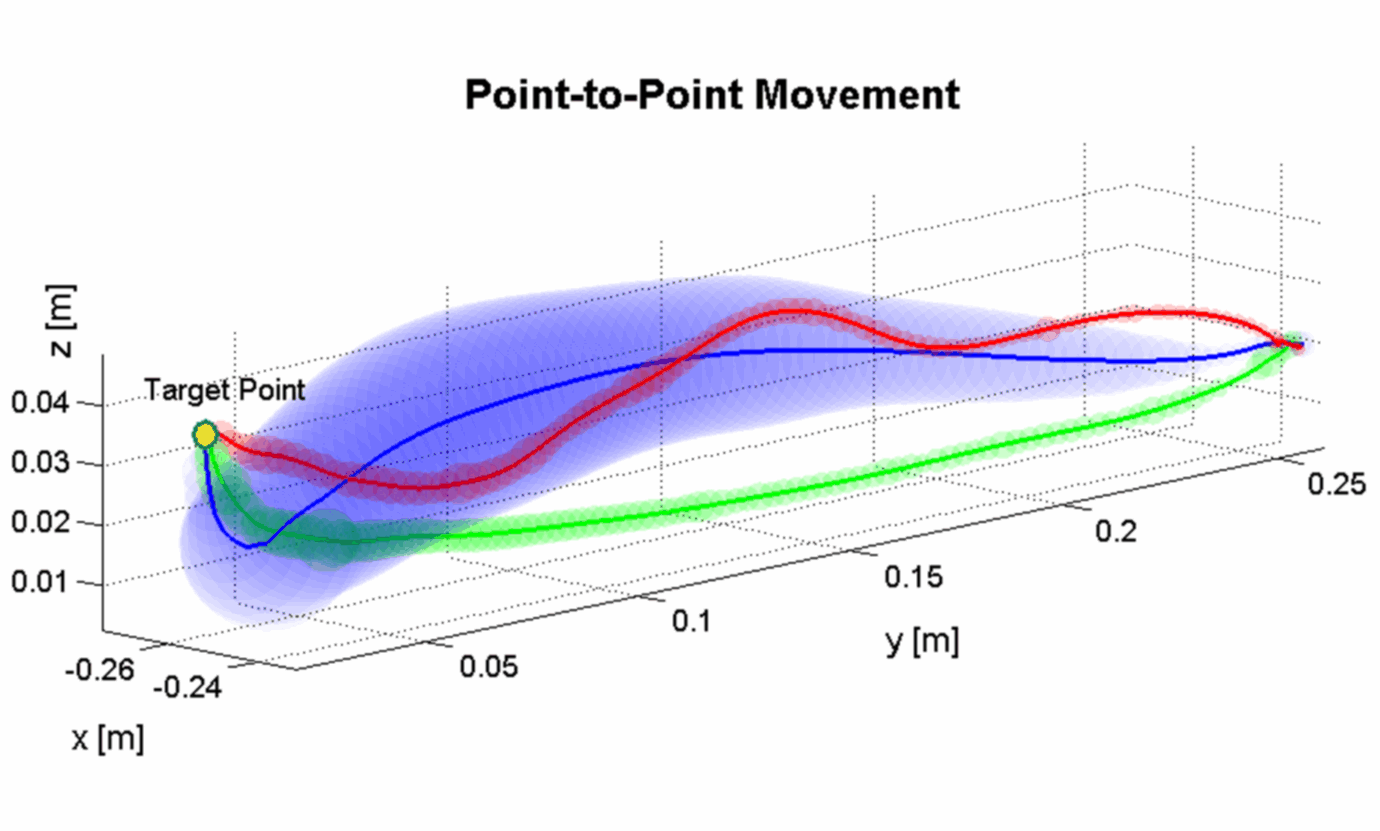 Point-to-Point Movement
z [m]
Target Point
0.04
0.03
0.02
0.01
-0.26
-0.24
x [m]
0.05
0.1
0.15
0.2
0.25
y [m]